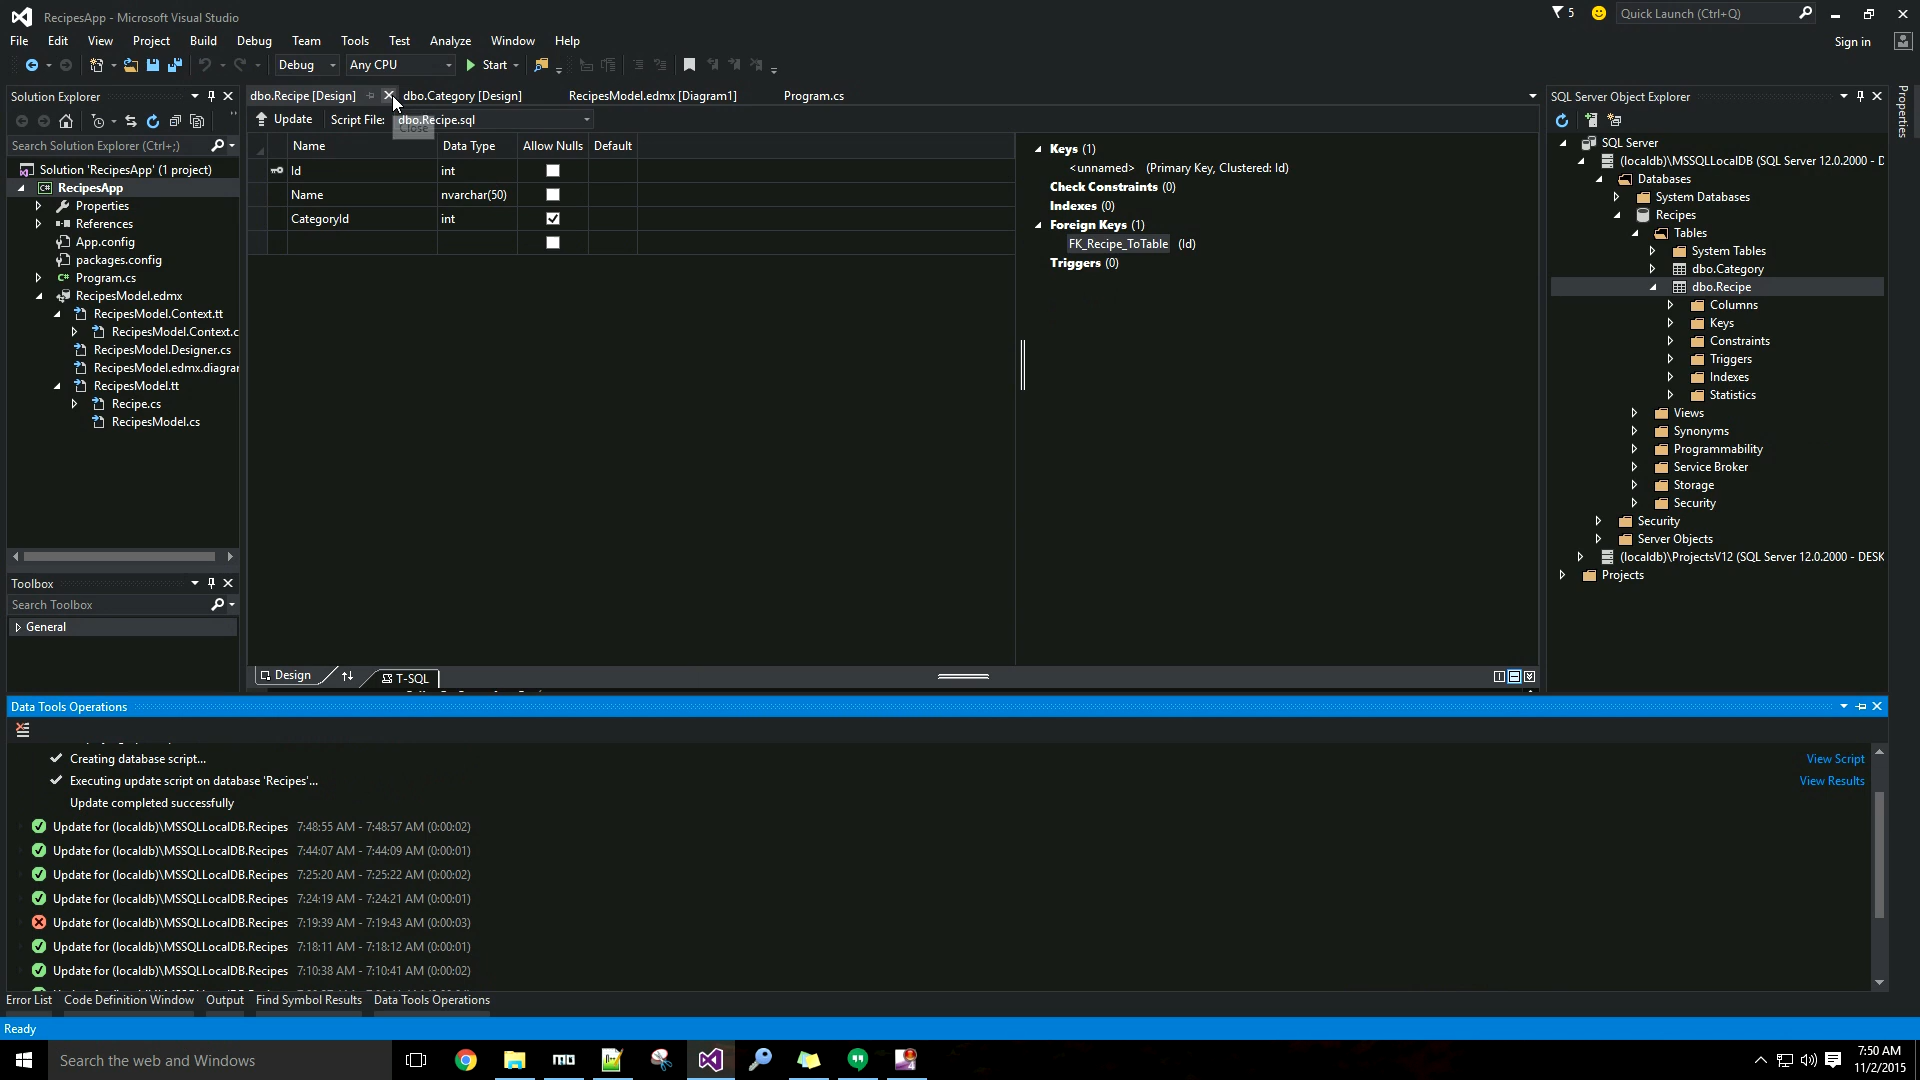 RecipesApp - Microsoft Visual Studio
5
Quick Launch (Ctrl+Q)
File Edit View Project Build Debug Team Tools Test Analyze Window Help
Sign in
Debug Any CPU Start
Solution Explorer
Search Solution Explorer (Ctrl+;)
Solution 'RecipesApp' (1 project)
RecipesApp
Properties
References
App.config
packages.config
Program.cs
RecipesModel.edmx
RecipesModel.Context.tt
RecipesModel.Context.c
RecipesModel.Designer.cs
RecipesModel.edmx.diagrar
RecipesModel.tt
Recipe.cs
RecipesModel.cs
Toolbox
Search Toolbox
General
dbo.Recipe [Design] dbo.Category [Design] RecipesModel.edmx [Diagram1] Program.cs
Update Script File: dbo.Recipe.sql
Close
Name Data Type Allow Nulls Default
Id int
Name nvarchar(50)
CategoryId int
Keys (1)
<unnamed> (Primary Key, Clustered: Id)
Check Constraints (0)
Indexes (0)
Foreign Keys (1)
FK_Recipe_ToTable (Id)
Triggers (0)
Design T-SQL
SQL Server Object Explorer
SQL Server
(localdb)\MSSQLLocalDB (SQL Server 12.0.2000 - D
Databases
System Databases
Recipes
Tables
System Tables
dbo.Category
dbo.Recipe
Columns
Keys
Constraints
Triggers
Indexes
Statistics
Views
Synonyms
Programmability
Service Broker
Storage
Security
Security
Server Objects
(localdb)\ProjectsV12 (SQL Server 12.0.2000 - DESK
Projects
Properties
Data Tools Operations
Creating database script... View Script
Executing update script on database 'Recipes'... View Results
Update completed successfully
Update for (localdb)\MSSQLLocalDB.Recipes 7:48:55 AM - 7:48:57 AM (0:00:02)
Update for (localdb)\MSSQLLocalDB.Recipes 7:44:07 AM - 7:44:09 AM (0:00:01)
Update for (localdb)\MSSQLLocalDB.Recipes 7:25:20 AM - 7:25:22 AM (0:00:02)
Update for (localdb)\MSSQLLocalDB.Recipes 7:24:19 AM - 7:24:21 AM (0:00:01)
Update for (localdb)\MSSQLLocalDB.Recipes 7:19:39 AM - 7:19:43 AM (0:00:03)
Update for (localdb)\MSSQLLocalDB.Recipes 7:18:11 AM - 7:18:12 AM (0:00:01)
Update for (localdb)\MSSQLLocalDB.Recipes 7:10:38 AM - 7:10:41 AM (0:00:02)
Error List Code Definition Window Output Find Symbol Results Data Tools Operations
Ready
Search the web and Windows
7:50 AM
11/2/2015